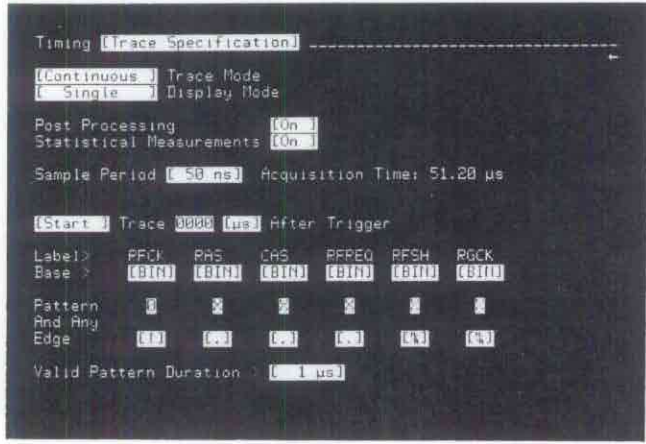 Timing [Trace Specification]
[Continuous ] Trace Mode
[ Single ] Display Mode
Post Processing [On ]
Statistical Measurements [On ]
Sample Period [ 50 ns] Acquisition Time: 51.20 µs
[Start ] Trace 0000 [µs] After Trigger
Label> PFCK RAS CAS PFREQ RFSH RGCK
Base > [BIN] [BIN] [BIN] [BIN] [BIN] [BIN]
Pattern
And Any
Edge
Valid Pattern Duration > [ 1 µs]